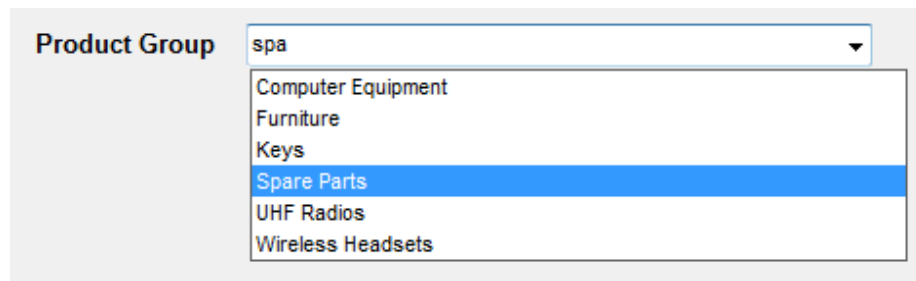 Product Group spa
Computer Equipment
Furniture
Keys
Spare Parts
UHF Radios
Wireless Headsets